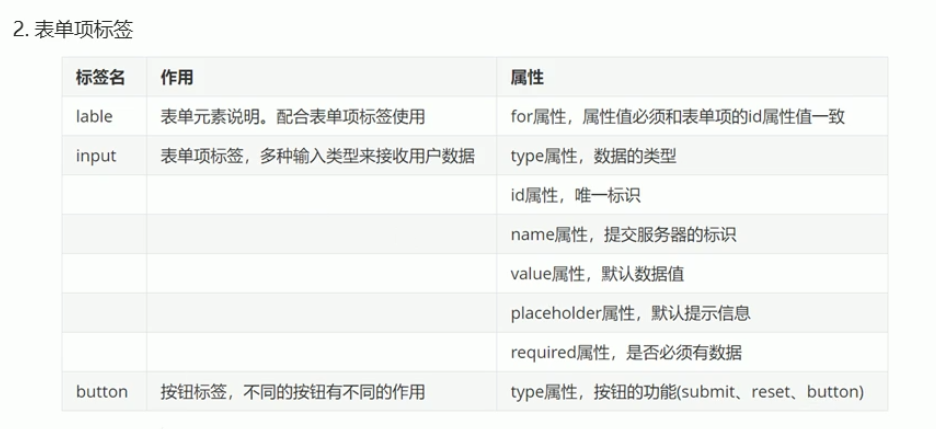 2. 表单项标签
标签名 作用 属性
lable 表单元素说明。配合表单项标签使用 for属性，属性值必须和表单项的id属性值一致
input 表单项标签，多种输入类型来接收用户数据 type属性，数据的类型
id属性，唯一标识
name属性，提交服务器的标识
value属性，默认数据值
placeholder属性，默认提示信息
required属性，是否必须有数据
button 按钮标签，不同的按钮有不同的作用 type属性，按钮的功能(submit、reset、button)